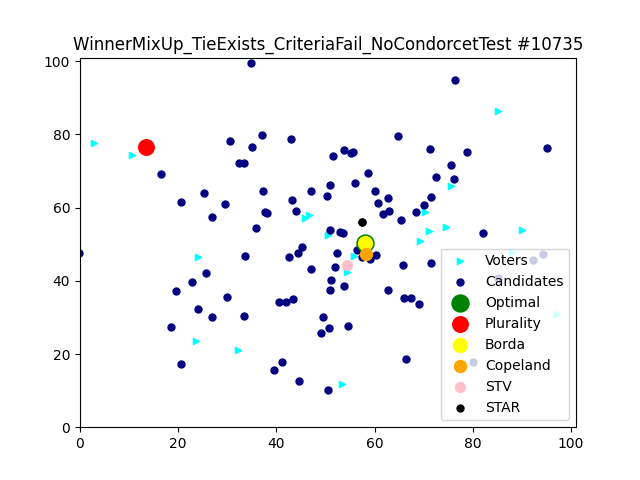 WinnerMixUp_TieExists_CriteriaFail_NoCondorcetTest #10735
100
80
60
40
20
0
0 20 40 60 80 100
Voters
Candidates
Optimal
Plurality
Borda
Copeland
STV
STAR